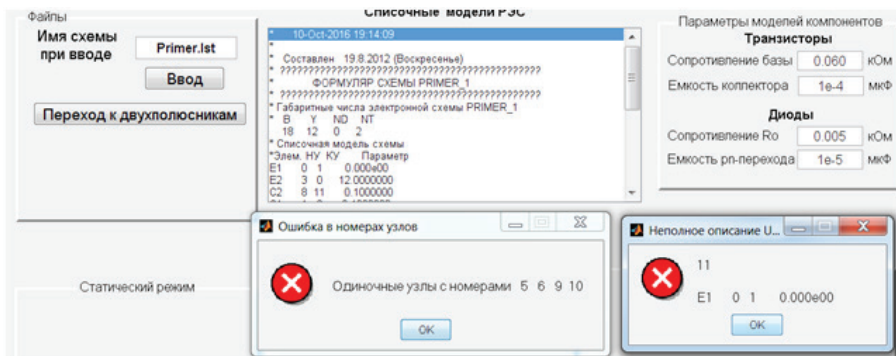 Файлы
Имя схемы
при вводе
Primer.lst
Ввод
Переход к двухполюсникам
Списочные модели РЭС
* 10-Oct-2016 19:14:09
*
* Составлен 19.8.2012 (Воскресенье)
* ??????????????????????????????????????????????
* ФОРМУЛЯР СХЕМЫ PRIMER_1
* ??????????????????????????????????????????????
* Габаритные числа электронной схемы PRIMER_1
* В У ND NT
18 12 0 2
* Списочная модель схемы
*Элем. НУ КУ Параметр
E1 0 1 0.000e00
E2 3 0 12.0000000
C2 8 11 0.1000000
Параметры моделей компонентов
Транзисторы
Сопротивление базы 0.060 кОм
Емкость коллектора 1e-4 мкФ
Диоды
Сопротивление Ro 0.005 кОм
Емкость pn-перехода 1e-5 мкФ
Статический режим
Ошибка в номерах узлов
Одиночные узлы с номерами 5 6 9 10
OK
Неполное описание U...
11
E1 0 1 0.000e00
OK